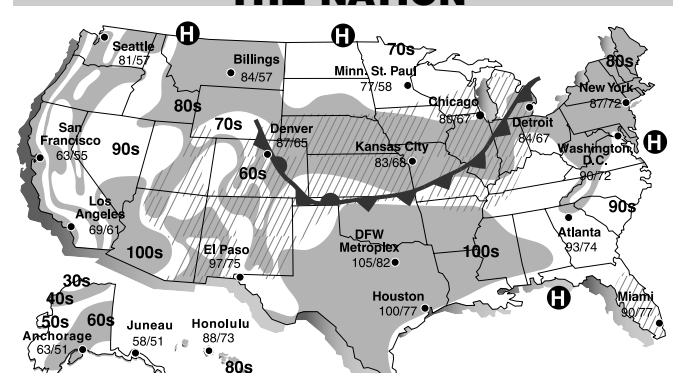 THE NATION
H
H
70s
Seattle
81/57
Billings
84/57
Minn. St. Paul
77/58
80s
New York
87/72
80s
70s
Chicago
80/67
Detroit
84/67
Denver
87/65
San
Francisco
63/55
90s
Kansas City
83/68
Washington,
D.C.
90/72
H
60s
Los
Angeles
69/61
90s
Atlanta
93/74
100s
El Paso
97/75
DFW
Metroplex
105/82
100s
30s
40s
50s
60s
Anchorage
63/51
Juneau
58/51
Honolulu
88/73
80s
Houston
100/77
H
Miami
90/77